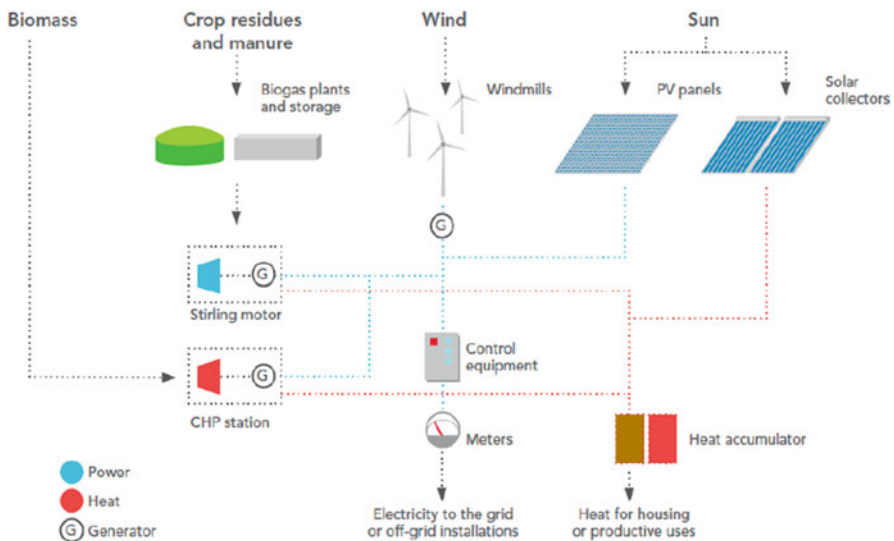 Biomass
Crop residues
and manure
Wind
Sun
Biogas plants
and storage
Windmills
PV panels
Solar
collectors
G
G
Stirling motor
Control
equipment
G
CHP station
Meters
Heat accumulator
Power
Heat
G Generator
Electricity to the grid
or off-grid installations
Heat for housing
or productive uses